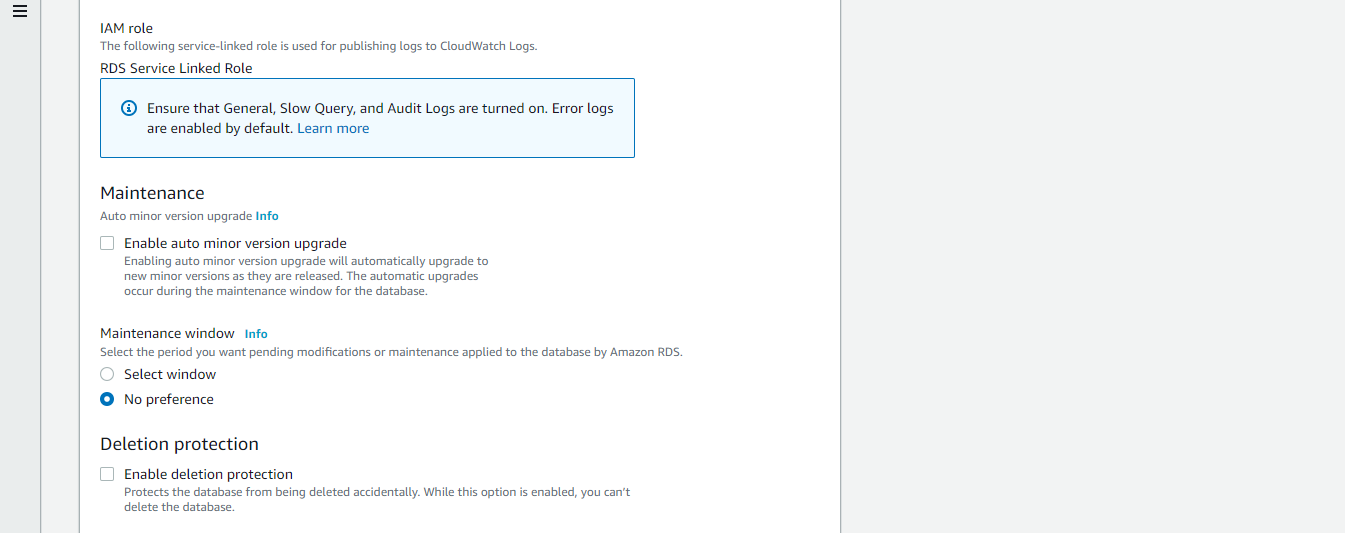 IAM role
The following service-linked role is used for publishing logs to CloudWatch Logs.
RDS Service Linked Role
Ensure that General, Slow Query, and Audit Logs are turned on. Error logs
are enabled by default. Learn more
Maintenance
Auto minor version upgrade Info
Enable auto minor version upgrade
Enabling auto minor version upgrade will automatically upgrade to
new minor versions as they are released. The automatic upgrades
occur during the maintenance window for the database.
Maintenance window Info
Select the period you want pending modifications or maintenance applied to the database by Amazon RDS.
Select window
No preference
Deletion protection
Enable deletion protection
Protects the database from being deleted accidentally. While this option is enabled, you can’t
delete the database.